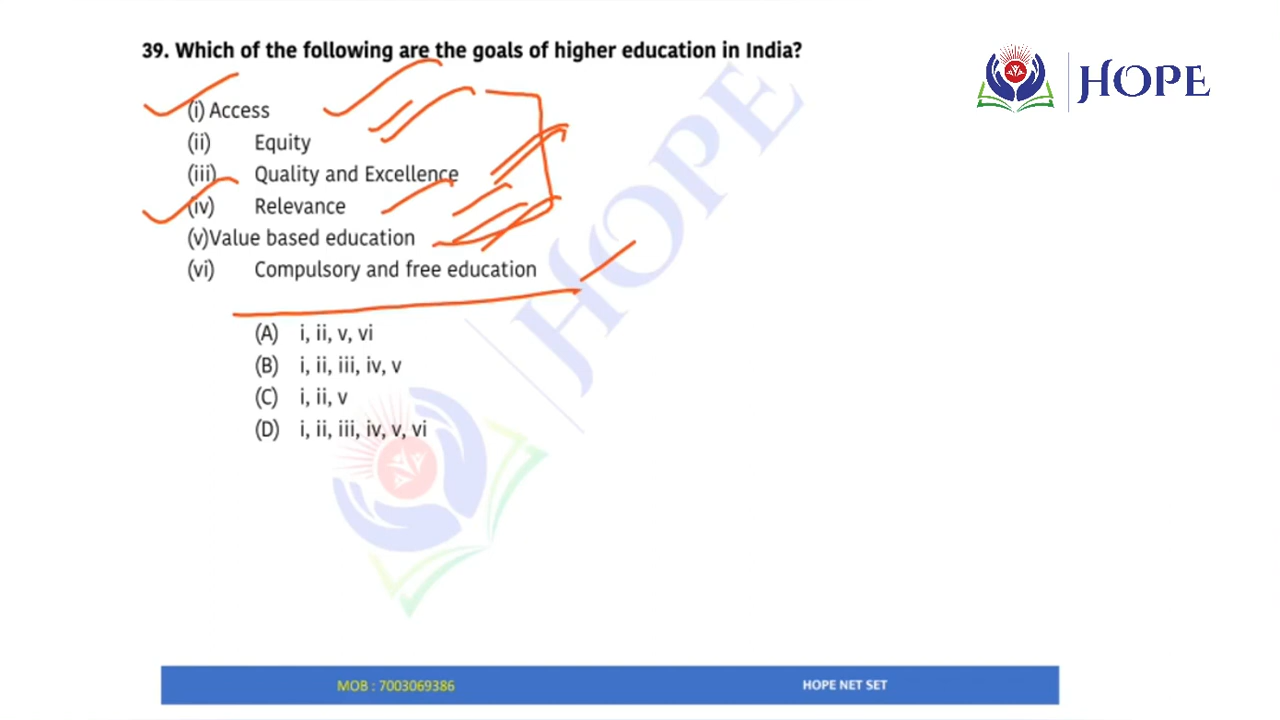 39. Which of the following are the goals of higher education in India?
HOPE
(i) Access
(ii) Equity
(iii) Quality and Excellence
(iv) Relevance
(v)Value based education
(vi) Compulsory and free education
(A) i, ii, v, vi
(B) i, ii, iii, iv, v
(C) i, ii, v
(D) i, ii, iii, iv, v, vi
HOPE
MOB : 7003069386
HOPE NET SET